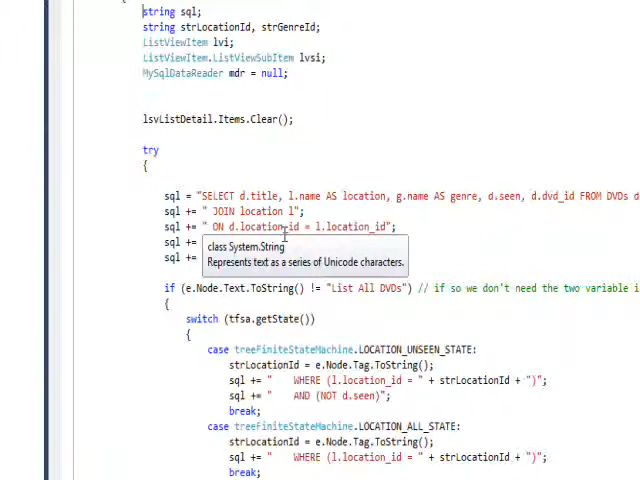 {
string sql;
string strLocationId, strGenreId;
ListViewItem lvi;
ListViewItem.ListViewSubItem lvsi;
MySqlDataReader mdr = null;
lsvListDetail.Items.Clear();
try
{
sql = "SELECT d.title, l.name AS location, g.name AS genre, d.seen, d.dvd_id FROM DVDs d
sql += " JOIN location l";
sql += " ON d.location_id = l.location_id";
sql +=
class System.String
sql +=
Represents text as a series of Unicode characters.
if (e.Node.Text.ToString() != "List All DVDs") // if so we don't need the two variable i
{
switch (tfsa.getState())
{
case treeFiniteStateMachine.LOCATION_UNSEEN_STATE:
strLocationId = e.Node.Tag.ToString();
sql += "    WHERE (l.location_id = " + strLocationId + ")";
sql += "    AND (NOT d.seen)";
break;
case treeFiniteStateMachine.LOCATION_ALL_STATE:
strLocationId = e.Node.Tag.ToString();
sql += "    WHERE (l.location_id = " + strLocationId + ")";
break;